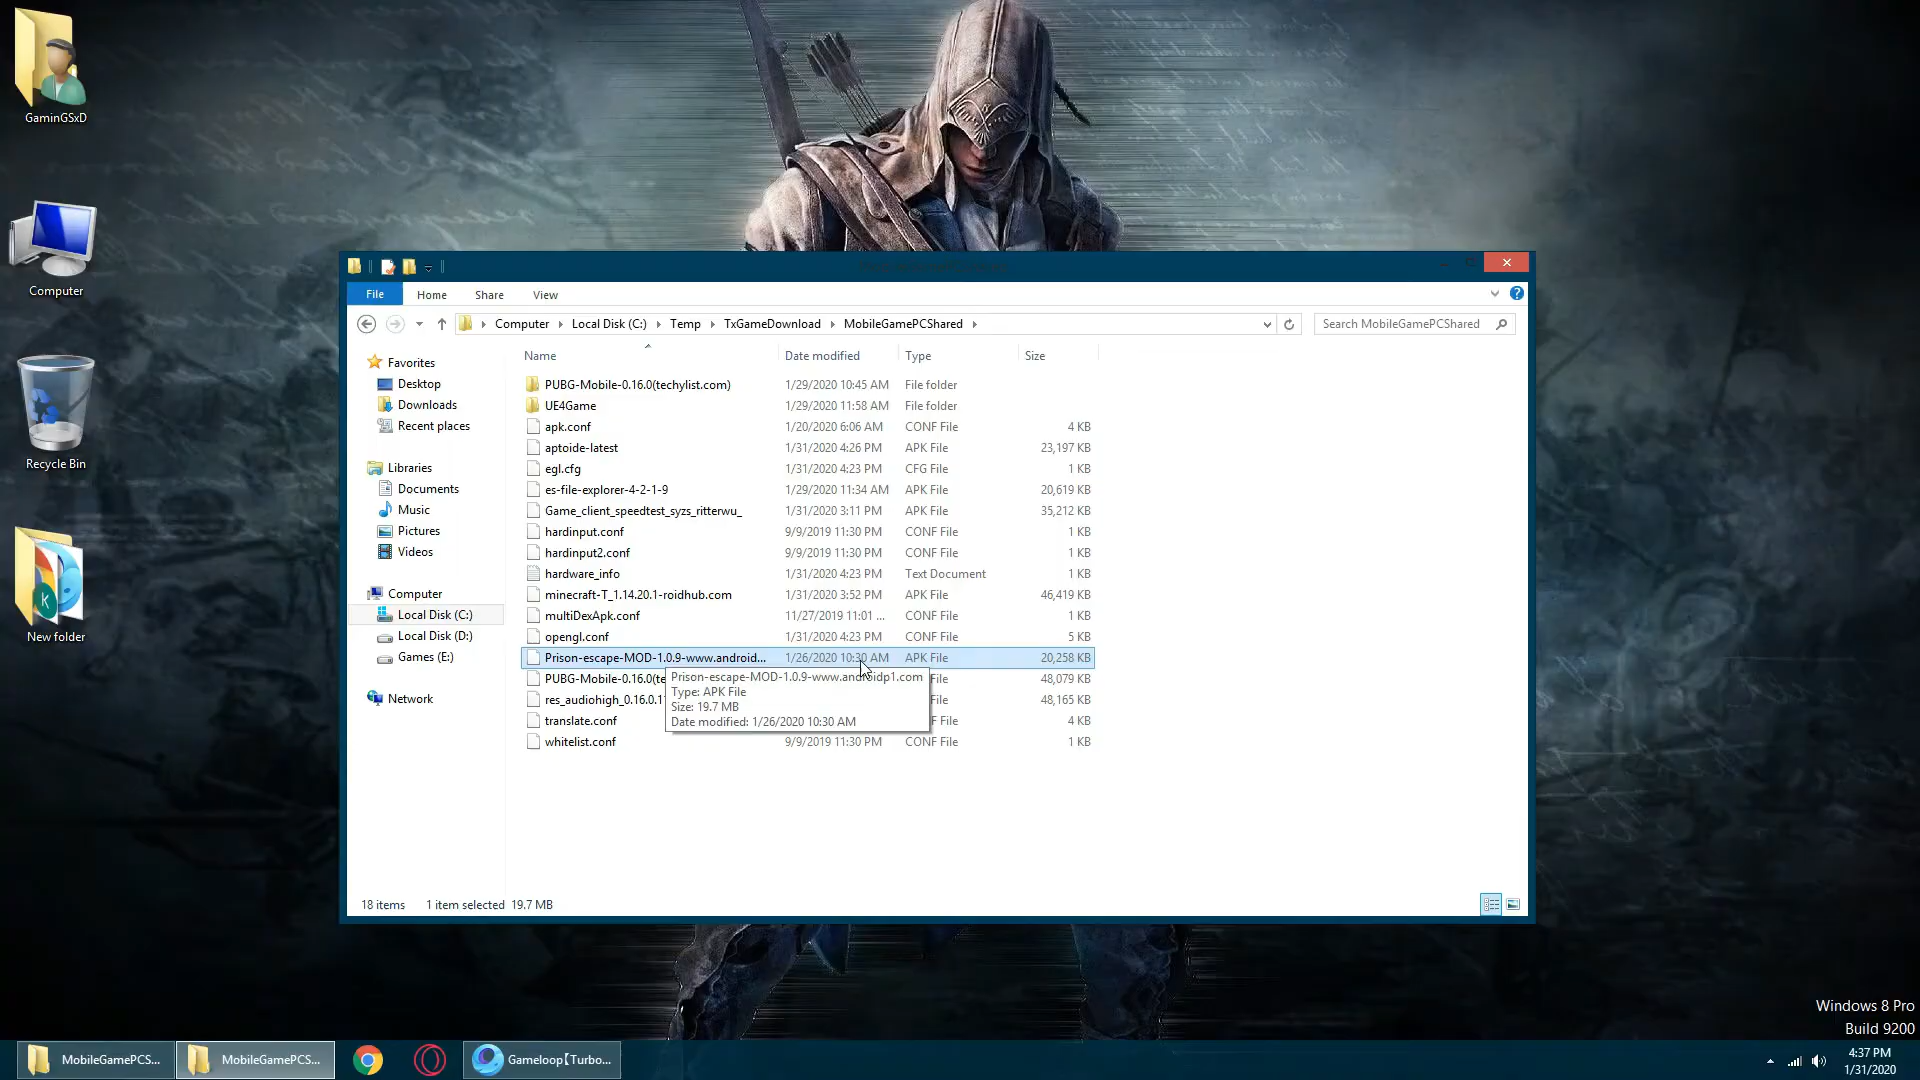 GaminGSxD
Computer
Recycle Bin
New folder
File
Home
Share
View
Computer
Local Disk (C:)
Temp
TxGameDownload
MobileGamePCShared
Search MobileGamePCShared
Favorites
Desktop
Downloads
Recent places
Libraries
Documents
Music
Pictures
Videos
Computer
Local Disk (C:)
Local Disk (D:)
Games (E:)
Network
Name Date modified Type Size
PUBG-Mobile-0.16.0(techylist.com) 1/29/2020 10:45 AM File folder
UE4Game 1/29/2020 11:58 AM File folder
apk.conf 1/20/2020 6:06 AM CONF File 4 KB
aptoide-latest 1/31/2020 4:26 PM APK File 23,197 KB
egl.cfg 1/31/2020 4:23 PM CFG File 1 KB
es-file-explorer-4-2-1-9 1/29/2020 11:34 AM APK File 20,619 KB
Game_client_speedtest_syzs_ritterwu_ 1/31/2020 3:11 PM APK File 35,212 KB
hardinput.conf 9/9/2019 11:30 PM CONF File 1 KB
hardinput2.conf 9/9/2019 11:30 PM CONF File 1 KB
hardware_info 1/31/2020 4:23 PM Text Document 1 KB
minecraft-T_1.14.20.1-roidhub.com 1/31/2020 3:52 PM APK File 46,419 KB
multiDexApk.conf 11/27/2019 11:01 ... CONF File 1 KB
opengl.conf 1/31/2020 4:23 PM CONF File 5 KB
Prison-escape-MOD-1.0.9-www.android... 1/26/2020 10:30 AM APK File 20,258 KB
PUBG-Mobile-0.16.0(te File 48,079 KB
res_audiohigh_0.16.0.1 File 48,165 KB
translate.conf CONF File 4 KB
whitelist.conf 9/9/2019 11:30 PM CONF File 1 KB
Prison-escape-MOD-1.0.9-www.androidp1.com
Type: APK File
Size: 19.7 MB
Date modified: 1/26/2020 10:30 AM
18 items 1 item selected 19.7 MB
Windows 8 Pro
Build 9200
MobileGamePCS...
MobileGamePCS...
Gameloop【Turbo...
4:37 PM
1/31/2020